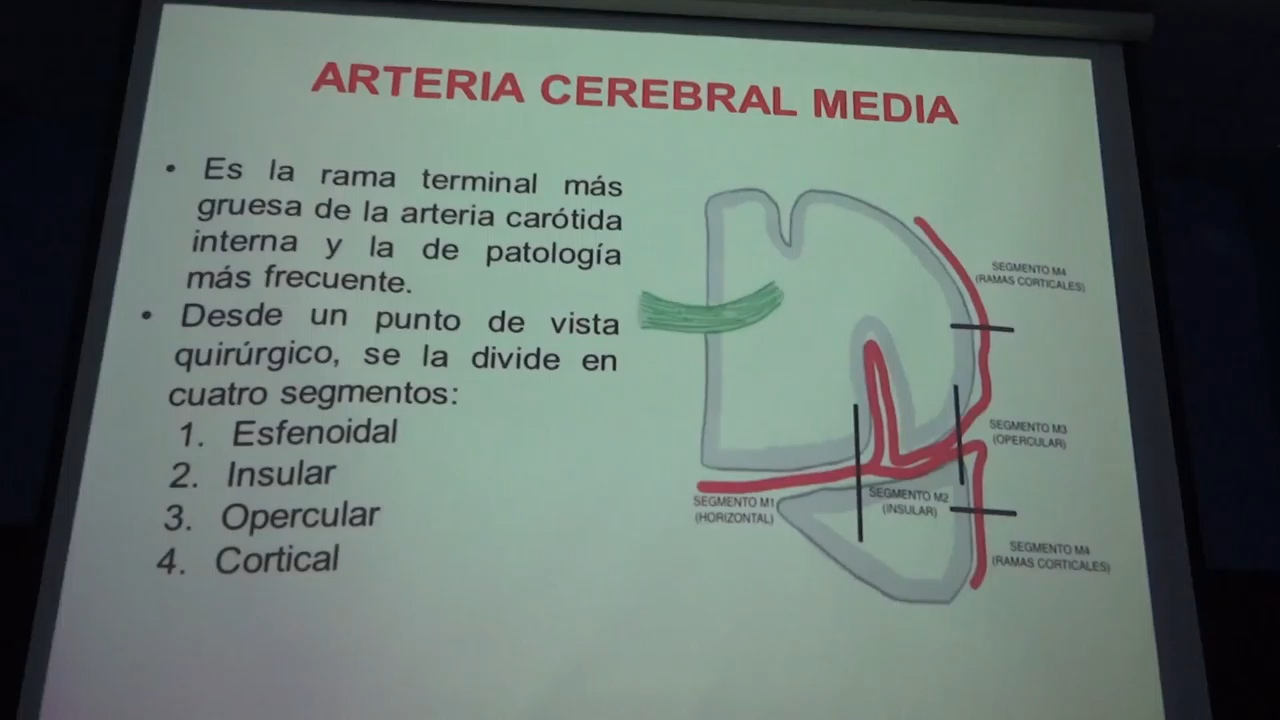 ARTERIA CEREBRAL MEDIA
• Es la rama terminal más
gruesa de la arteria carótida
interna y la de patología
más frecuente.
• Desde un punto de vista
quirúrgico, se la divide en
cuatro segmentos:
1. Esfenoidal
2. Insular
3. Opercular
4. Cortical
SEGMENTO M4
(RAMAS CORTICALES)
SEGMENTO M3
(OPERCULAR)
SEGMENTO M1
(HORIZONTAL)
SEGMENTO M2
(INSULAR)
SEGMENTO M4
(RAMAS CORTICALES)